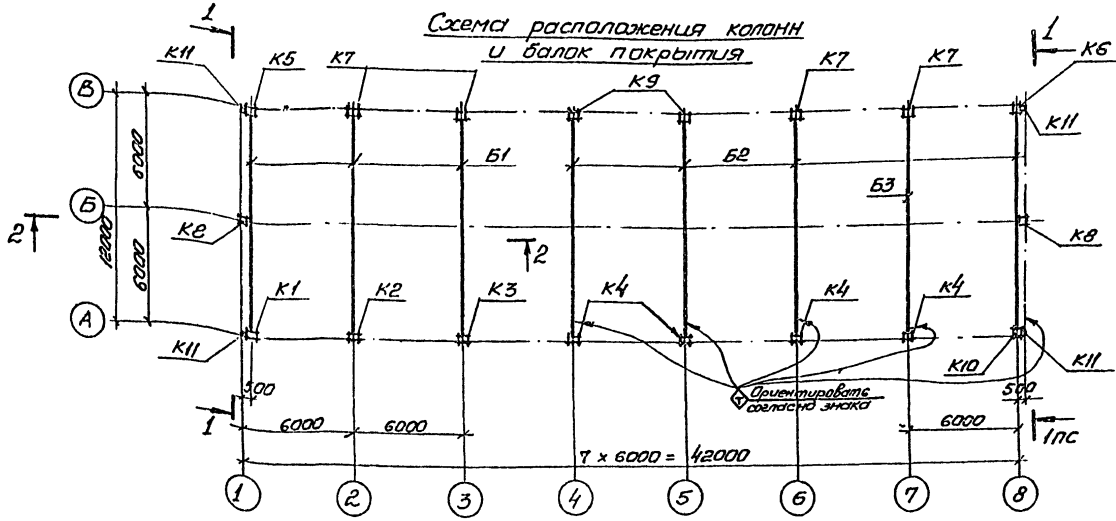 Схема расположения колонн
и балок покрытия
1
1
К11
К5
К7
К9
К7
К7
К6
К11
В
6000
Б1
Б2
Б3
Б
12000
2
К8
2
К8
6000
К1
К2
К3
К4
К4
К4
А
К11
К10
К11
500
500
Ориентировать
согласно знака
1
1пс
6000
6000
6000
7 x 6000 = 42000
1
2
3
4
5
6
7
8